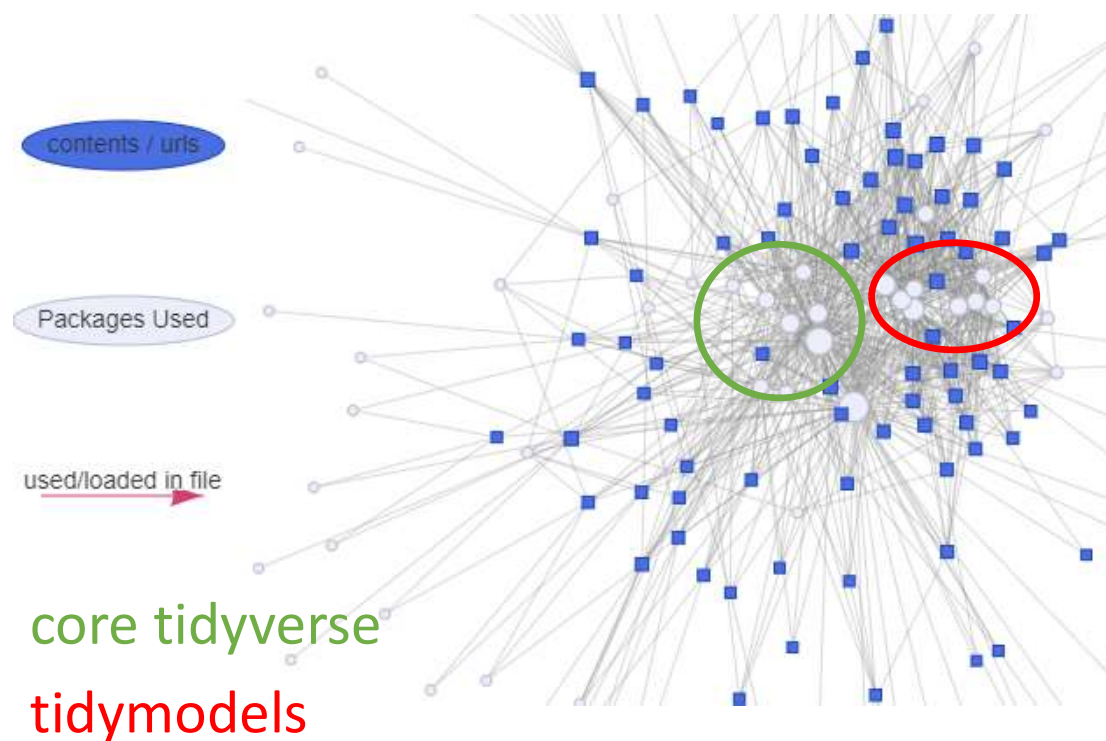 contents / urls
Packages Used
used/loaded in file
core tidyverse
tidymodels